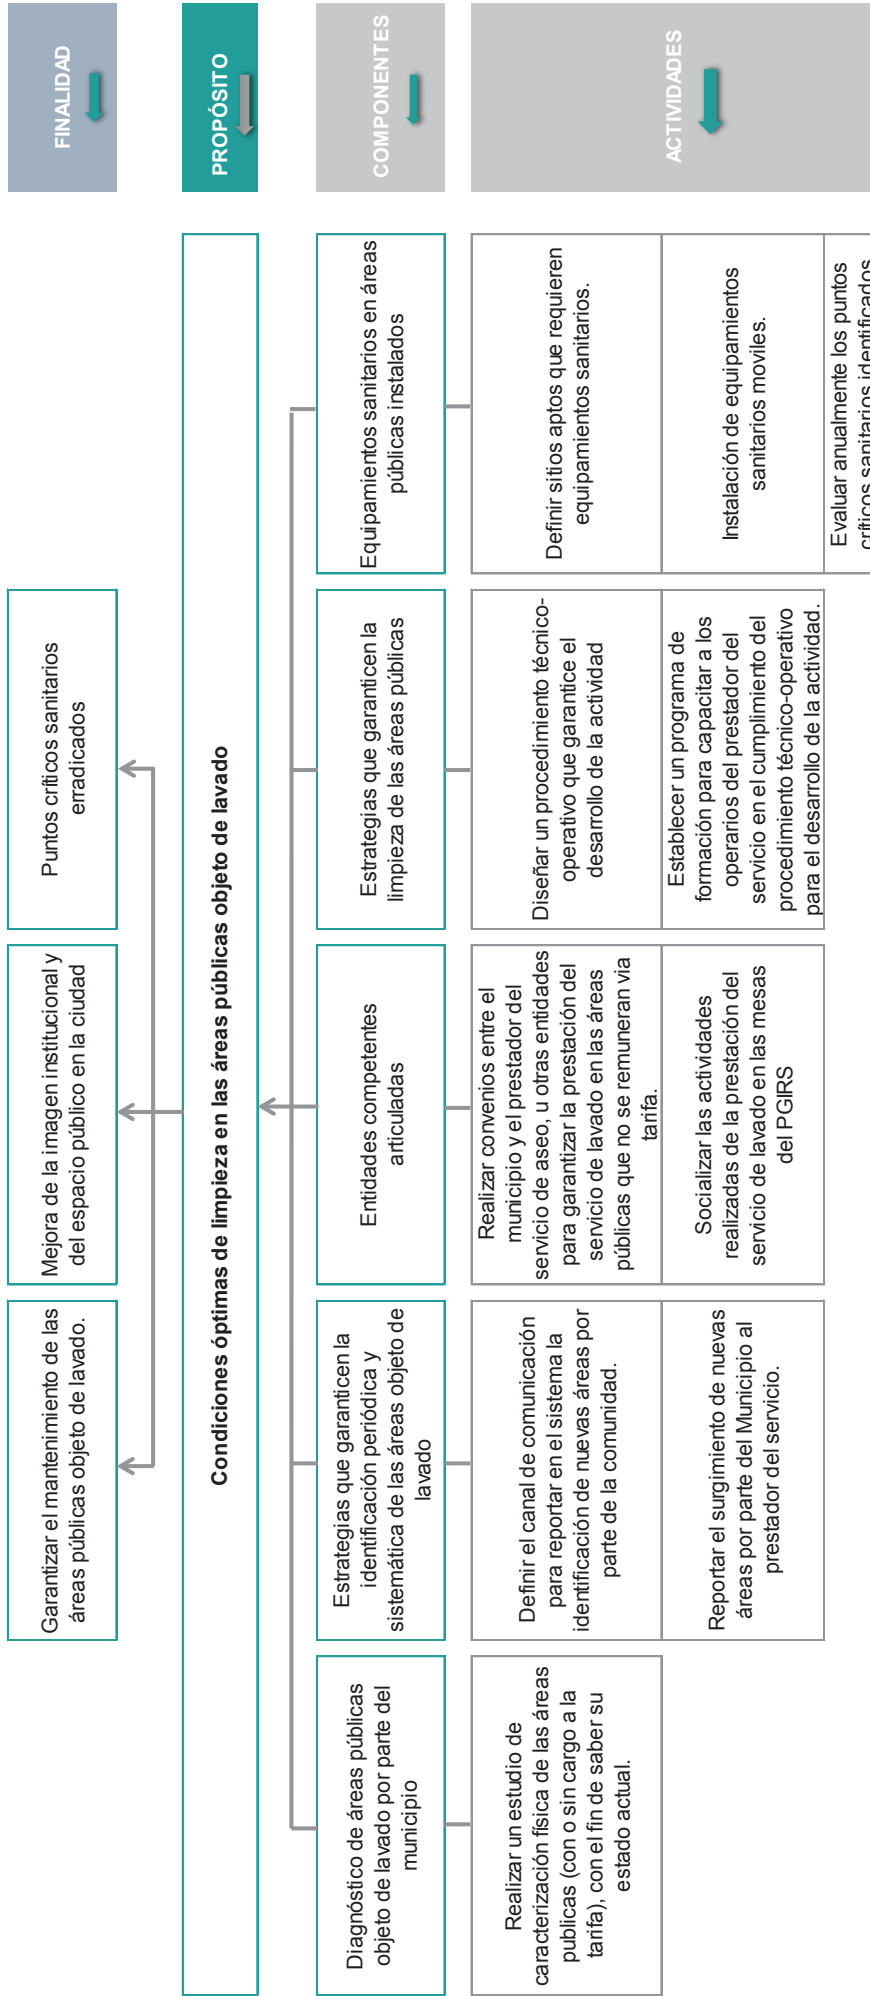 FINALIDAD
Garantizar el mantenimiento de las
áreas públicas objeto de lavado.
Mejora de la imagen institucional y
del espacio público en la ciudad
Puntos críticos sanitarios
erradicados
PROPÓSITO
Condiciones óptimas de limpieza en las áreas públicas objeto de lavado
COMPONENTES
Diagnóstico de áreas públicas
objeto de lavado por parte del
municipio
Estrategias que garanticen la
identificación periódica y
sistemática de las áreas objeto de
lavado
Entidades competentes
articuladas
Estrategias que garanticen la
limpieza de las áreas públicas
Equipamientos sanitarios en áreas
públicas instalados
ACTIVIDADES
Realizar un estudio de
caracterización física de las áreas
publicas (con o sin cargo a la
tarifa), con el fin de saber su
estado actual.
Definir el canal de comunicación
para reportar en el sistema la
identificación de nuevas áreas por
parte de la comunidad.
Reportar el surgimiento de nuevas
áreas por parte del Municipio al
prestador del servicio.
Realizar convenios entre el
municipio y el prestador del
servicio de aseo, u otras entidades
para garantizar la prestación del
servicio de lavado en las áreas
públicas que no se remuneran via
tarifa.
Socializar las actividades
realizadas de la prestación del
servicio de lavado en las mesas
del PGIRS
Diseñar un procedimiento técnico-
operativo que garantice el
desarrollo de la actividad
Establecer un programa de
formación para capacitar a los
operarios del prestador del
servicio en el cumplimiento del
procedimiento técnico-operativo
para el desarrollo de la actividad.
Definir sitios aptos que requieren
equipamientos sanitarios.
Instalación de equipamientos
sanitarios moviles.
Evaluar anualmente los puntos
críticos sanitarios identificados